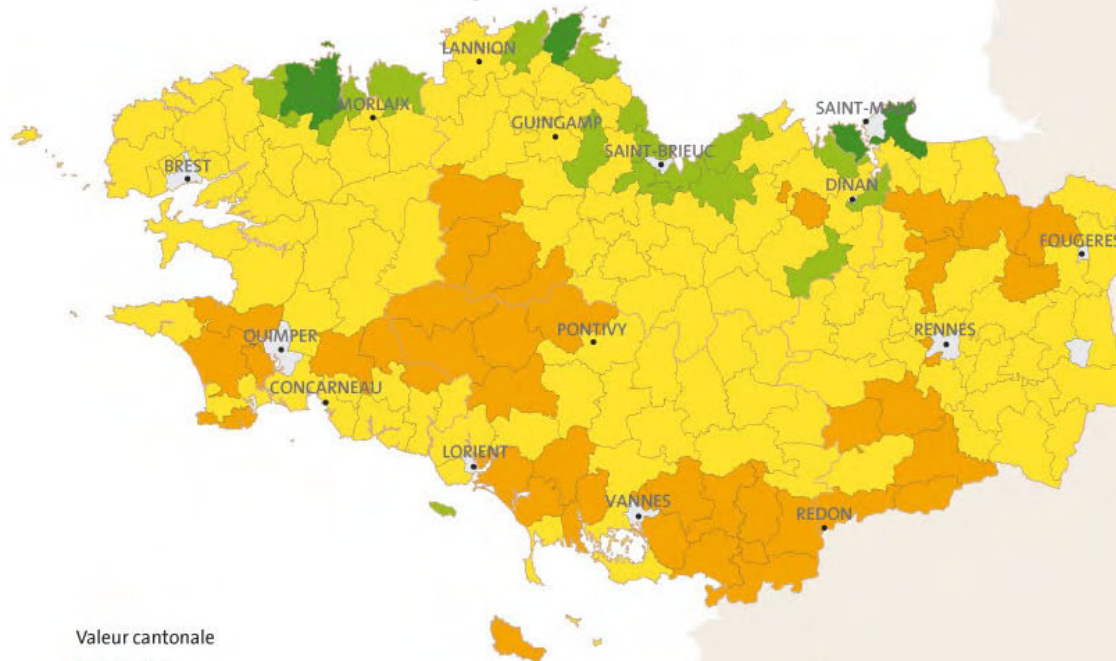 LANNION
MORLAIX
GUINGAMP
SAINT-MALO
SAINT-BRIEUC
BREST
DINAN
FOUGERES
QUIMPER
PONTIVY
RENNES
CONCARNEAU
LORIENT
VANNES
REDON
Valeur cantonale